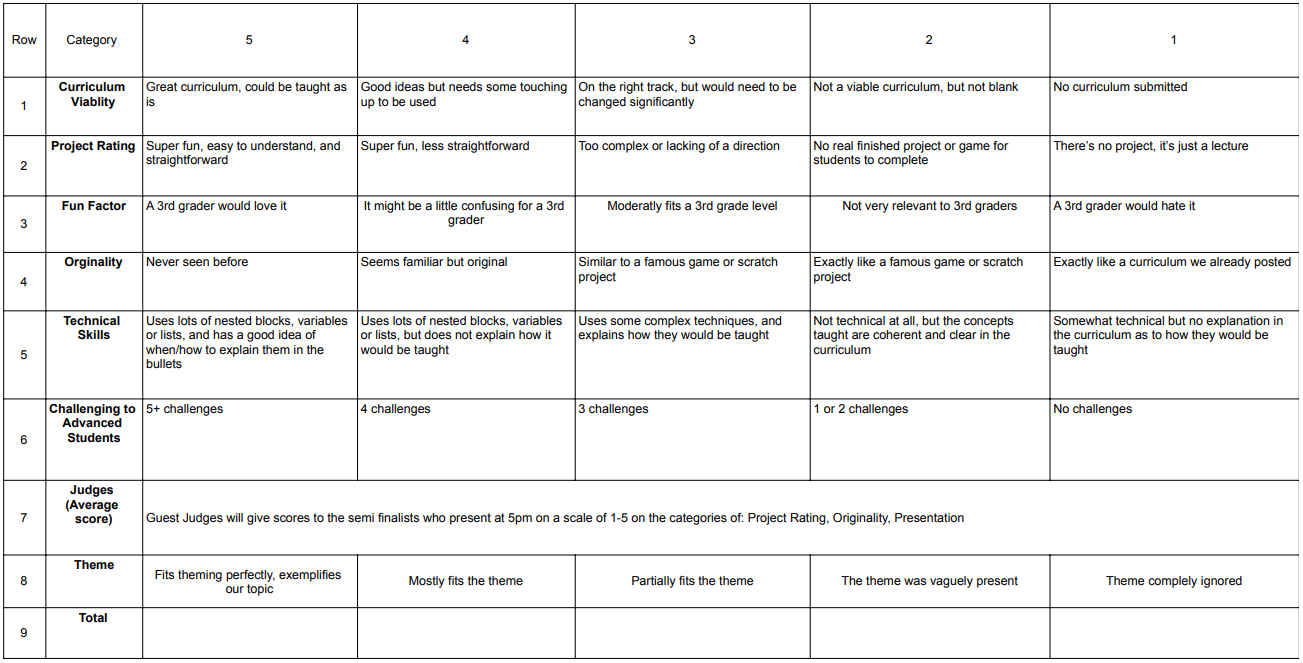 Row Category 5 4 3 2 1
1
Curriculum
Viablity
Great curriculum, could be taught as
is
Good ideas but needs some touching
up to be used
On the right track, but would need to be
changed significantly
Not a viable curriculum, but not blank
No curriculum submitted
2
Project Rating
Super fun, easy to understand, and
straightforward
Super fun, less straightforward
Too complex or lacking of a direction
No real finished project or game for
students to complete
There's no project, it's just a lecture
3
Fun Factor
A 3rd grader would love it
It might be a little confusing for a 3rd
grader
Moderatly fits a 3rd grade level
Not very relevant to 3rd graders
A 3rd grader would hate it
4
Orginality
Never seen before
Seems familiar but original
Similar to a famous game or scratch
project
Exactly like a famous game or scratch
project
Exactly like a curriculum we already posted
5
Technical
Skills
Uses lots of nested blocks, variables
or lists, and has a good idea of
when/how to explain them in the
bullets
Uses lots of nested blocks, variables
or lists, but does not explain how it
would be taught
Uses some complex techniques, and
explains how they would be taught
Not technical at all, but the concepts
taught are coherent and clear in the
curriculum
Somewhat technical but no explanation in
the curriculum as to how they would be
taught
6
Challenging to
Advanced
Students
5+ challenges
4 challenges
3 challenges
1 or 2 challenges
No challenges
7
Judges
(Average
score)
Guest Judges will give scores to the semi finalists who present at 5pm on a scale of 1-5 on the categories of: Project Rating, Originality, Presentation
8
Theme
Fits theming perfectly, exemplifies
our topic
Mostly fits the theme
Partially fits the theme
The theme was vaguely present
Theme complely ignored
9
Total